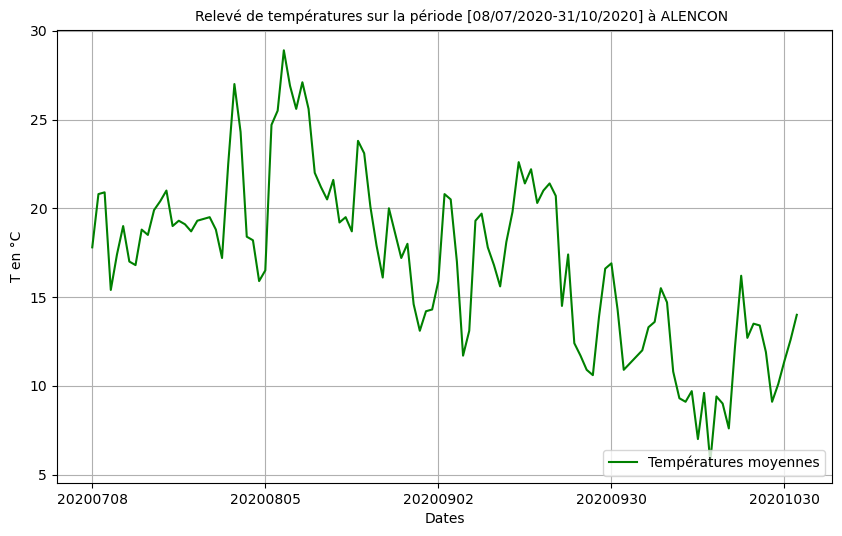 Relevé de températures sur la période [08/07/2020-31/10/2020] à ALENCON
30
25
20
15
10
5
T en °C
20200708 20200805 20200902 20200930 20201030
Dates
Températures moyennes